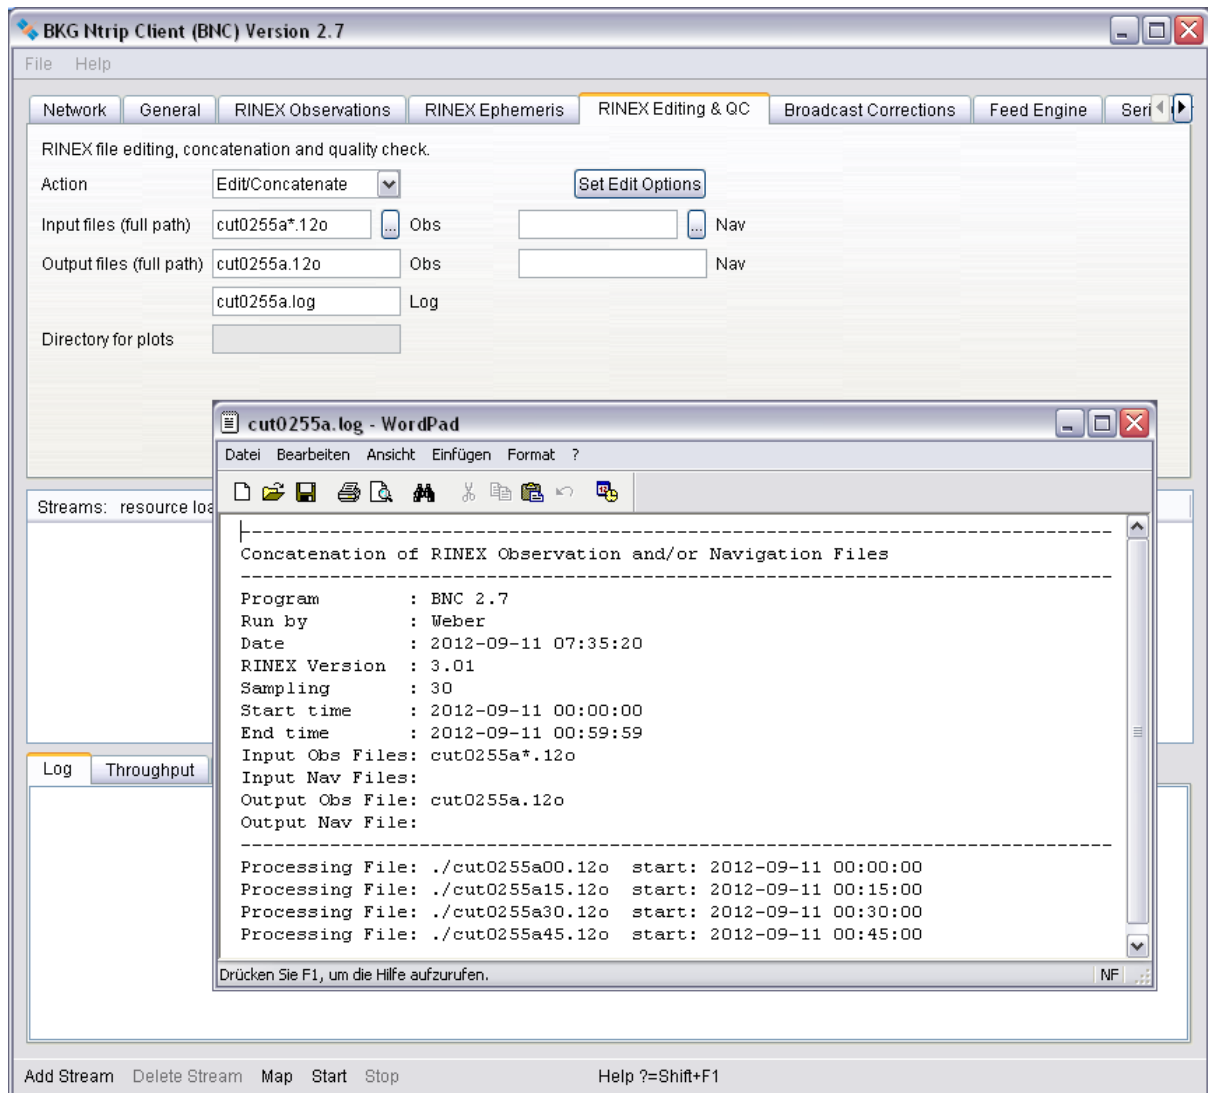 BKG Ntrip Client (BNC) Version 2.7
File Help
Network General RINEX Observations RINEX Ephemeris RINEX Editing & QC Broadcast Corrections Feed Engine Seri
RINEX file editing, concatenation and quality check.
Action Edit/Concatenate Set Edit Options
Input files (full path) cut0255a*.12o ... Obs ... Nav
Output files (full path) cut0255a.12o Obs Nav
cut0255a.log Log
Directory for plots
cut0255a.log - WordPad
Datei Bearbeiten Ansicht Einfügen Format ?
Streams: resource loa
------------------------------------------------------------------------------
Concatenation of RINEX Observation and/or Navigation Files
------------------------------------------------------------------------------
Program : BNC 2.7
Run by : Weber
Date : 2012-09-11 07:35:20
RINEX Version : 3.01
Sampling : 30
Start time : 2012-09-11 00:00:00
End time : 2012-09-11 00:59:59
Input Obs Files: cut0255a*.12o
Input Nav Files:
Output Obs File: cut0255a.12o
Output Nav File:
------------------------------------------------------------------------------
Processing File: ./cut0255a00.12o start: 2012-09-11 00:00:00
Processing File: ./cut0255a15.12o start: 2012-09-11 00:15:00
Processing File: ./cut0255a30.12o start: 2012-09-11 00:30:00
Processing File: ./cut0255a45.12o start: 2012-09-11 00:45:00
Drücken Sie F1, um die Hilfe aufzurufen. NF
Log Throughput
Add Stream Delete Stream Map Start Stop Help ?=Shift+F1